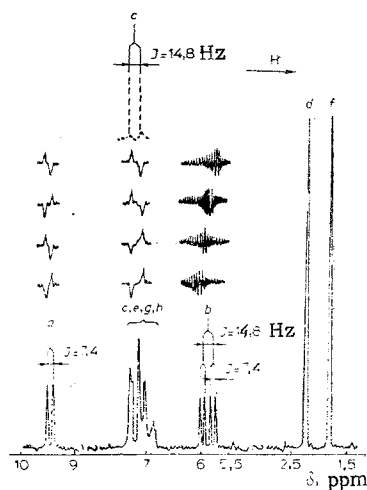 c
J=14,8 Hz
H
d f
c,e,g,h
a b
J=14,8 Hz
J=7,4 J=7,4
10 9 7 6 5,5 2,5 1,5
δ, ppm